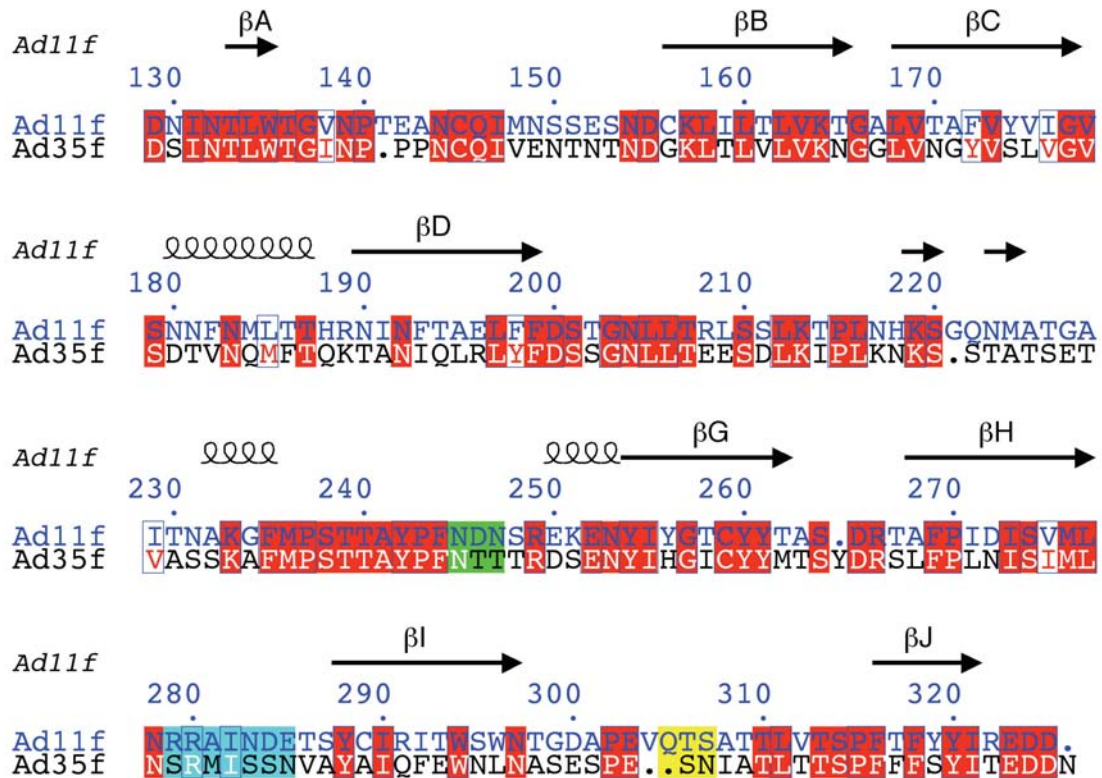 βA βB βC
Ad11f
130 140 150 160 170
Ad11f DNINTLWTGVNPTEANCQIMNSSESNDCKLILTLVKTGALVTAFVYVIGV
Ad35f DSINTLWTGINP.PPNCQIVENTNTNDGKLTLVLVKNGGLVNGYVSLVGV
βD
Ad11f
180 190 200 210 220
Ad11f SNNFNMLTTHRNINFTAELFFDSTGNLLTRLSSLKTPLNHKSGQNMATGA
Ad35f SDTVNQMFTQKTANIQLRLYFDSSGNLLTEESDLKIPLKNKS.STATSET
βG βH
Ad11f
230 240 250 260 270
Ad11f ITNAKGFMPSTTAYPFNDNSREKENYIYGTCYYTAS.DRTAFPIDISVML
Ad35f VASSKAFMPSTTAYPFNTTTRDSENYIHGICYYMTSYDRSLFPLNISIML
βI βJ
Ad11f
280 290 300 310 320
Ad11f NRRAINDETSYCIRITWSWNTGDAPEVQTSATTLVTSPFTFYYIREDD.
Ad35f NSRMISSNVAYAIQFEWNLNASESPE..SNIATLTTSPFFFSYITEDDN